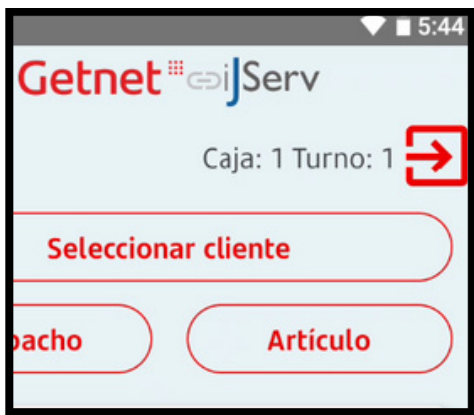 5:44
Getnet iJServ
Caja: 1 Turno: 1
Seleccionar cliente
pacho Artículo